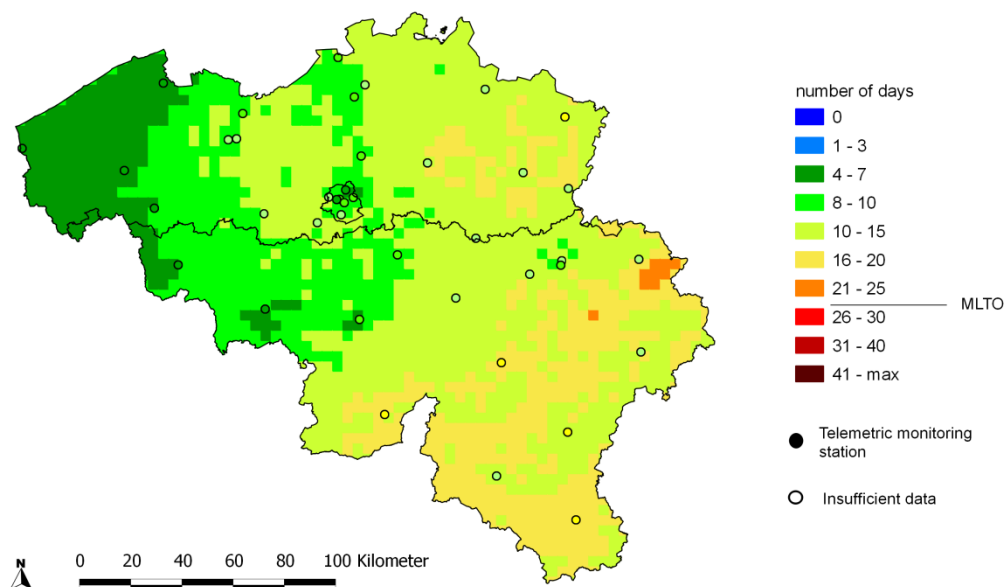 number of days
0
1 - 3
4 - 7
8 - 10
10 - 15
16 - 20
21 - 25
MLTO
26 - 30
31 - 40
41 - max
Telemetric monitoring
station
Insufficient data
N
0 20 40 60 80 100 Kilometer